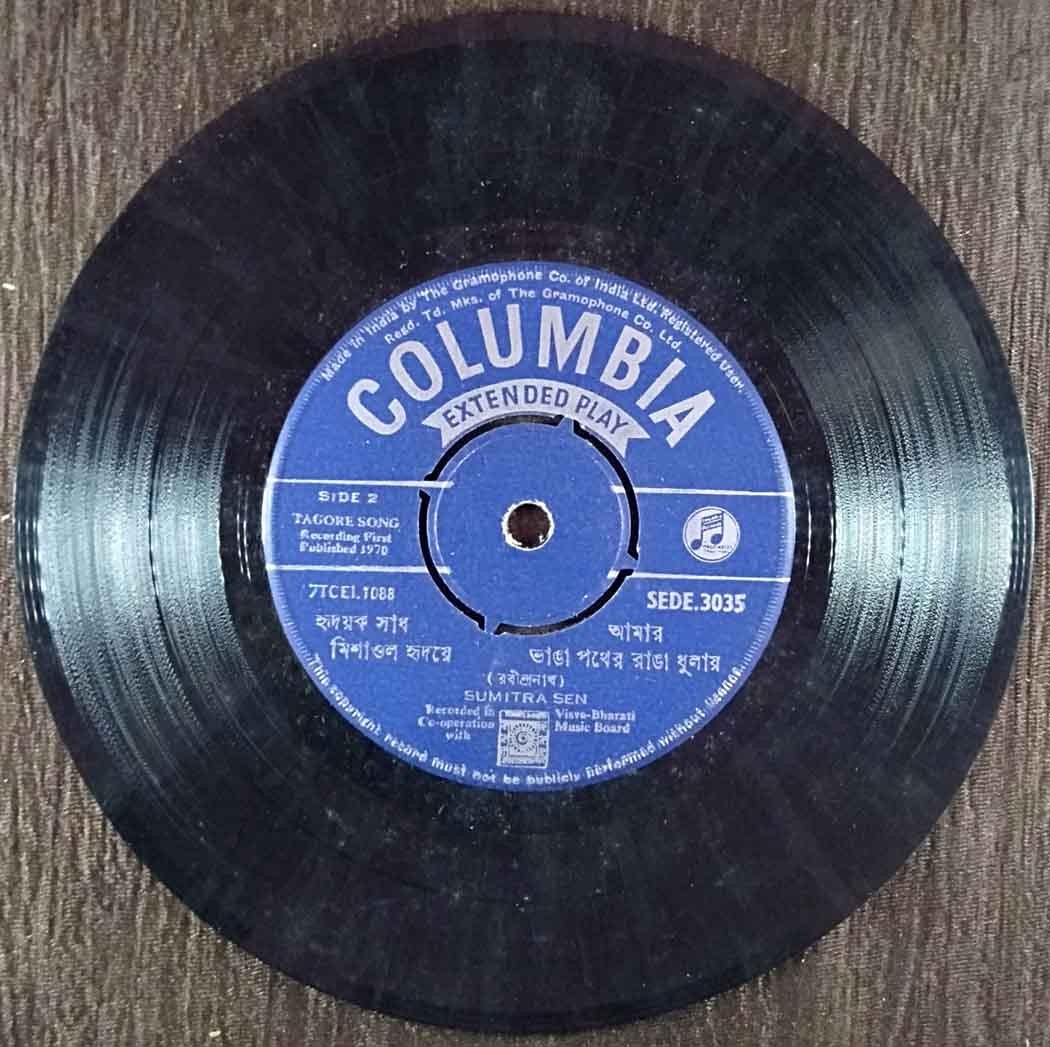 Made in India by The Gramophone Co. of India Ltd. Registered User
Regd. Td. Mks. of The Gramophone Co. Ltd.
COLUMBIA
EXTENDED PLAY
SIDE 2
TAGORE SONG
Recording First
Published 1970
7TCEI.1088
SEDE.3035
হৃদয়ক সাধ
মিশাওল হৃদয়ে
আমার
ভাঙা পথের রাঙা ধুলায়
(রবীন্দ্রনাথ)
SUMITRA SEN
Recorded in
Co-operation
with
Visva-Bharati
Music Board
This copyright record must not be publicly performed without licence